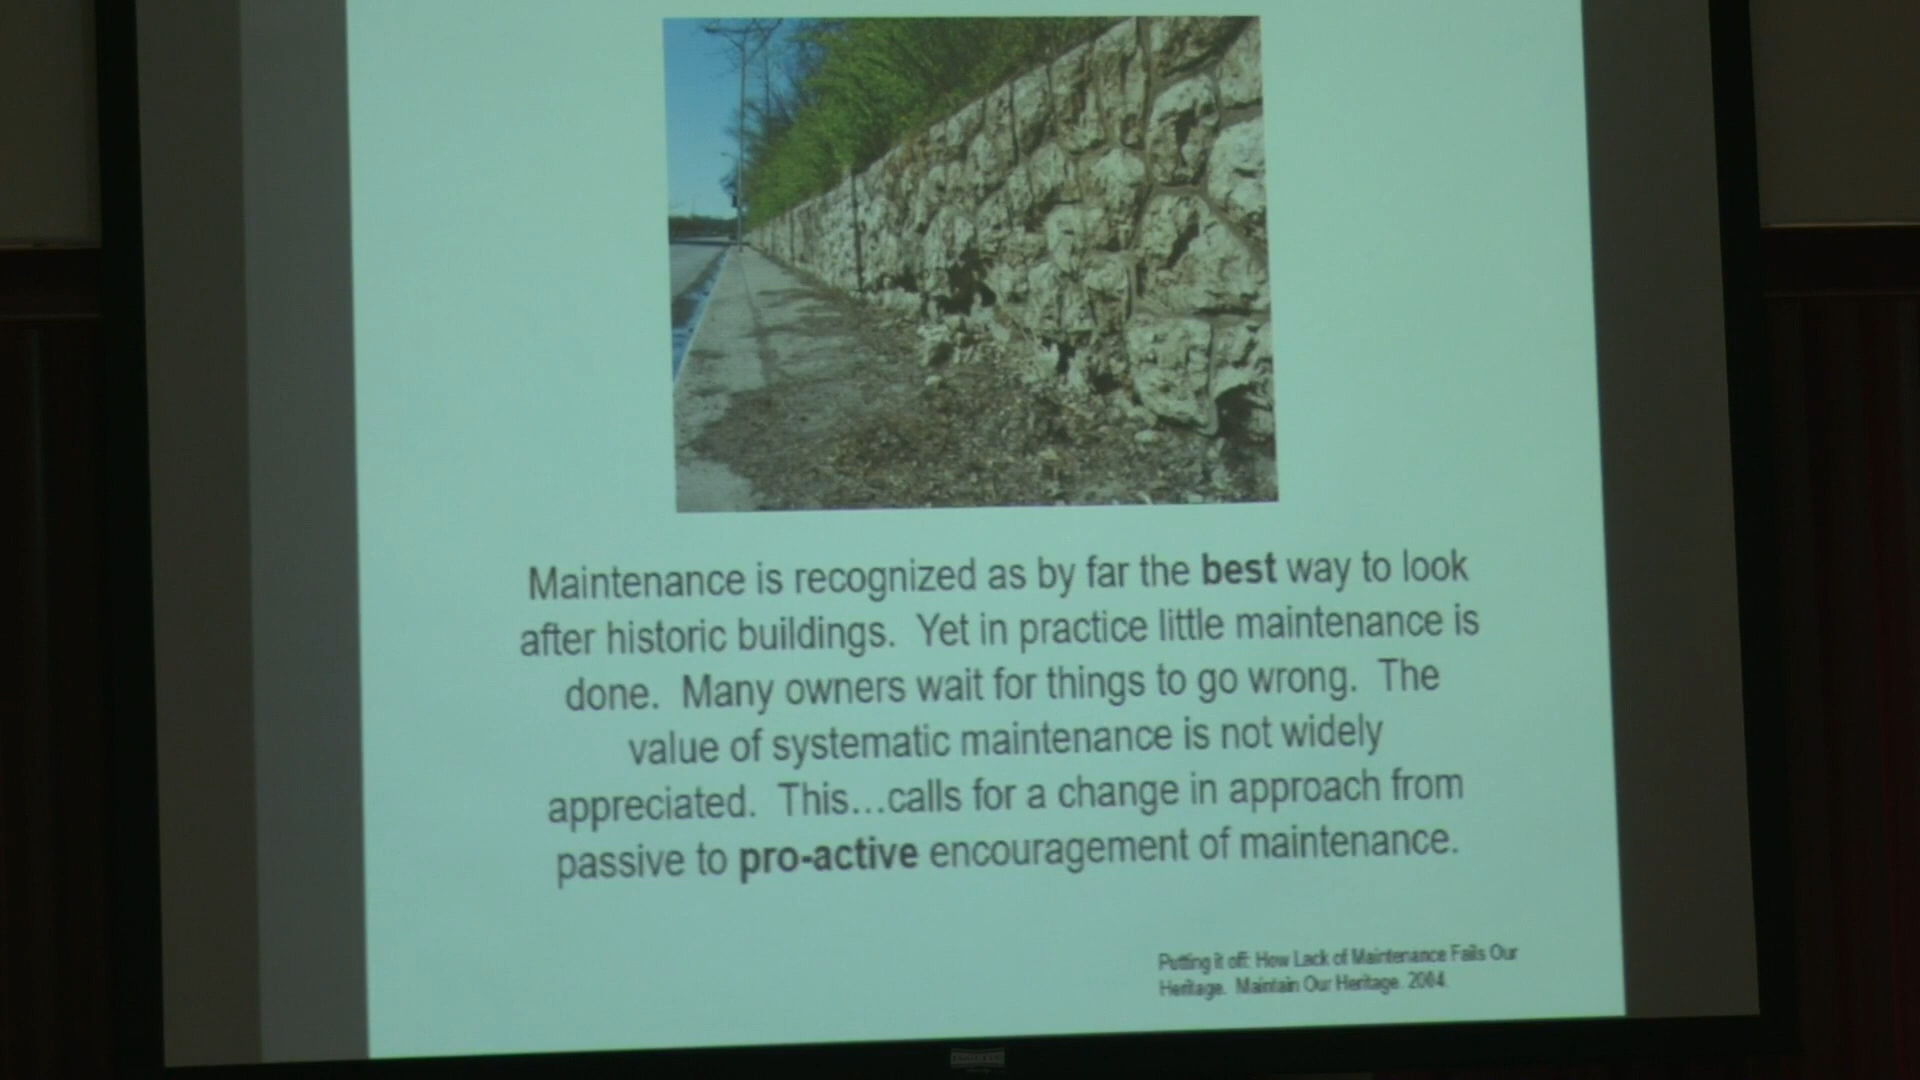 Maintenance is recognized as by far the best way to look
after historic buildings.  Yet in practice little maintenance is
done.  Many owners wait for things to go wrong.  The
value of systematic maintenance is not widely
appreciated.  This...calls for a change in approach from
passive to pro-active encouragement of maintenance.
Putting it off: How Lack of Maintenance Fails Our
Heritage.  Maintain Our Heritage. 2004.